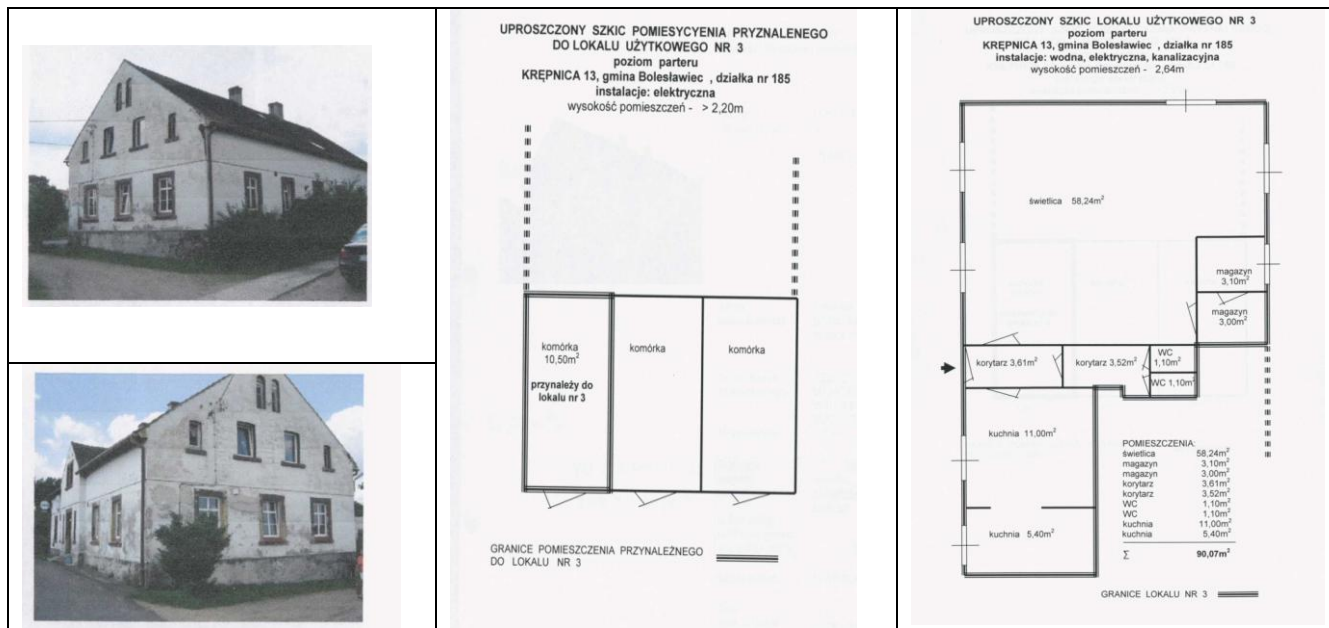 UPROSZCZONY SZKIC POMIESYCYENIA PRYZNALENEGO
DO LOKALU UŻYTKOWEGO NR 3
poziom parteru
KRĘPNICA 13, gmina Bolesławiec , działka nr 185
instalacje: elektryczna
wysokość pomieszczeń - > 2,20m
komórka
10,50m²
przynależy do
lokalu nr 3
komórka
komórka
GRANICE POMIESZCZENIA PRZYNALEŻNEGO
DO LOKALU NR 3
UPROSZCZONY SZKIC LOKALU UŻYTKOWEGO NR 3
poziom parteru
KRĘPNICA 13, gmina Bolesławiec , działka nr 185
instalacje: wodna, elektryczna, kanalizacyjna
wysokość pomieszczeń - 2,64m
świetlica 58,24m²
magazyn
3,10m²
magazyn
3,00m²
korytarz 3,61m²
korytarz 3,52m²
WC
1,10m²
WC 1,10m²
kuchnia 11,00m²
kuchnia 5,40m²
POMIESZCZENIA:
świetlica 58,24m²
magazyn 3,10m²
magazyn 3,00m²
korytarz 3,61m²
korytarz 3,52m²
WC 1,10m²
WC 1,10m²
kuchnia 11,00m²
kuchnia 5,40m²
Σ 90,07m²
GRANICE LOKALU NR 3